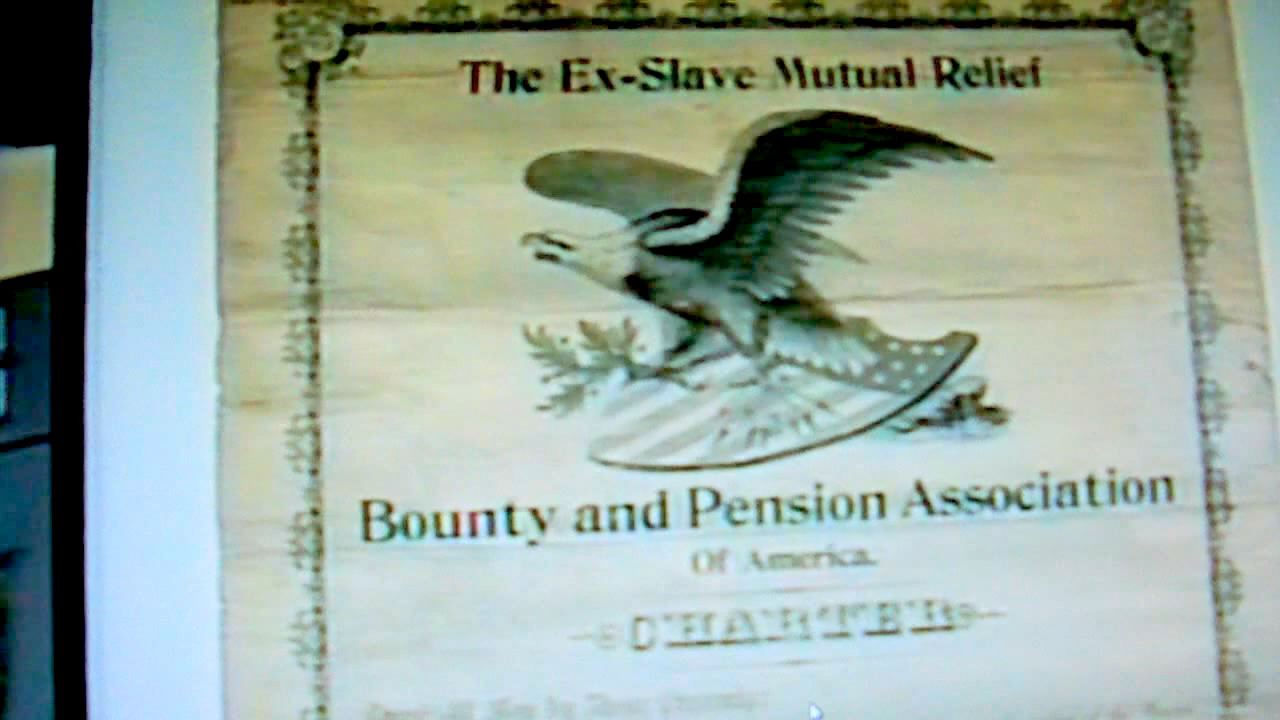 The Ex-Slave Mutual Relief
Bounty and Pension Association
Of America.
CHARTER